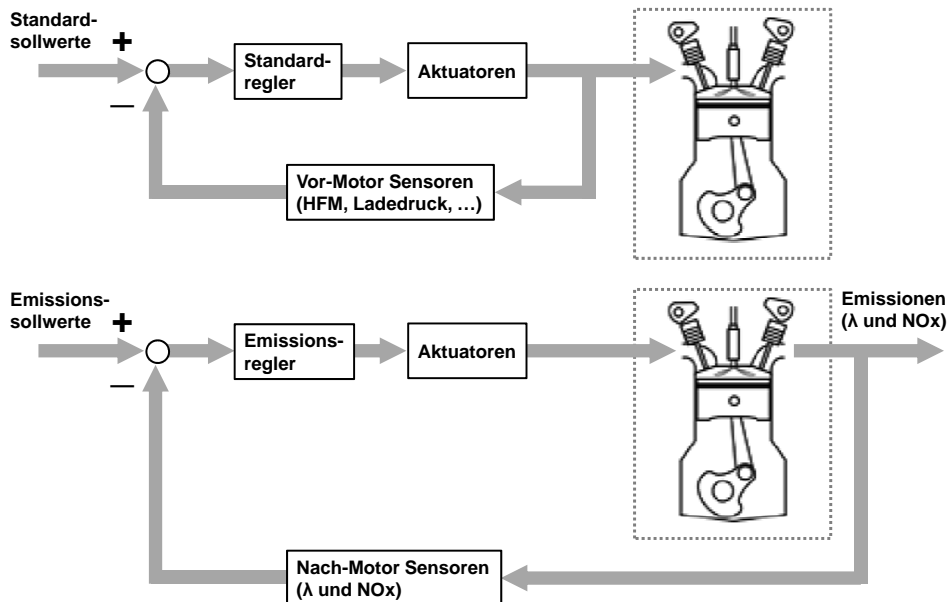 Standard-
sollwerte
+
Standard-
regler
Aktuatoren
–
Vor-Motor Sensoren
(HFM, Ladedruck, …)
Emissions-
sollwerte
+
Emissions-
regler
Aktuatoren
Emissionen
(λ und NOx)
–
Nach-Motor Sensoren
(λ und NOx)